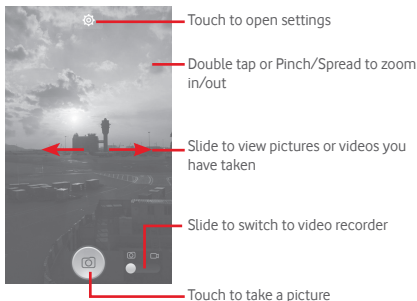 Touch to open settings
Double tap or Pinch/Spread to zoom
in/out
Slide to view pictures or videos you
have taken
Slide to switch to video recorder
Touch to take a picture